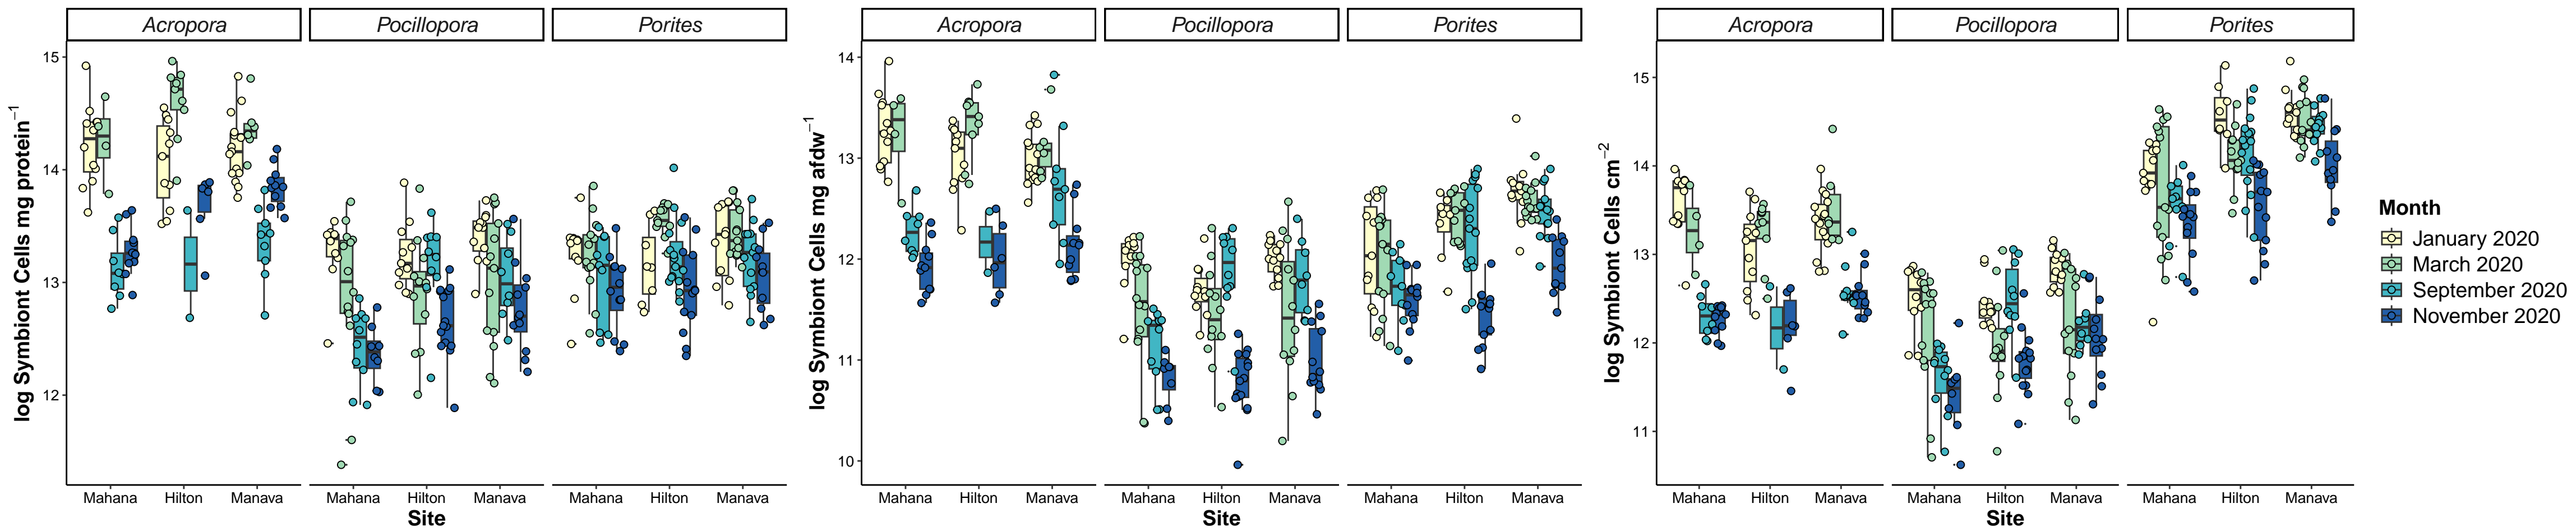 Acropora
Pocillopora
Porites
log Symbiont Cells mg protein⁻¹
15
14
13
12
Mahana
Hilton
Manava
Mahana
Hilton
Manava
Mahana
Hilton
Manava
Site
Acropora
Pocillopora
Porites
log Symbiont Cells mg afdw⁻¹
14
13
12
11
10
Mahana
Hilton
Manava
Mahana
Hilton
Manava
Mahana
Hilton
Manava
Site
Acropora
Pocillopora
Porites
log Symbiont Cells cm⁻²
15
14
13
12
11
Mahana
Hilton
Manava
Mahana
Hilton
Manava
Mahana
Hilton
Manava
Site
Month
January 2020
March 2020
September 2020
November 2020